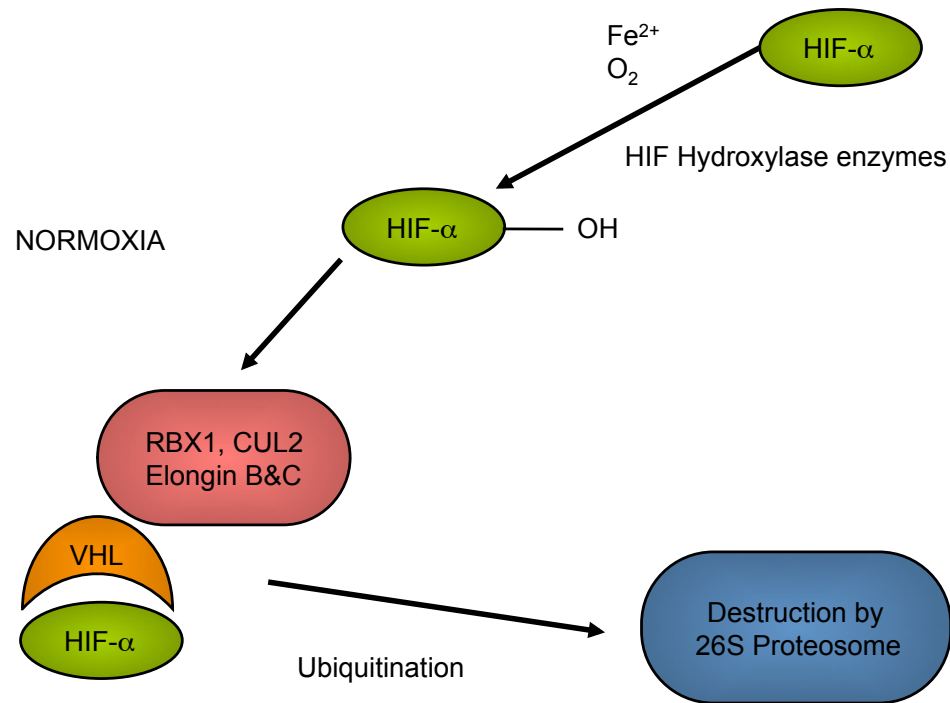 Fe²⁺
O₂
HIF-α
HIF Hydroxylase enzymes
HIF-α
OH
NORMOXIA
RBX1, CUL2
Elongin B&C
VHL
HIF-α
Ubiquitination
Destruction by
26S Proteosome